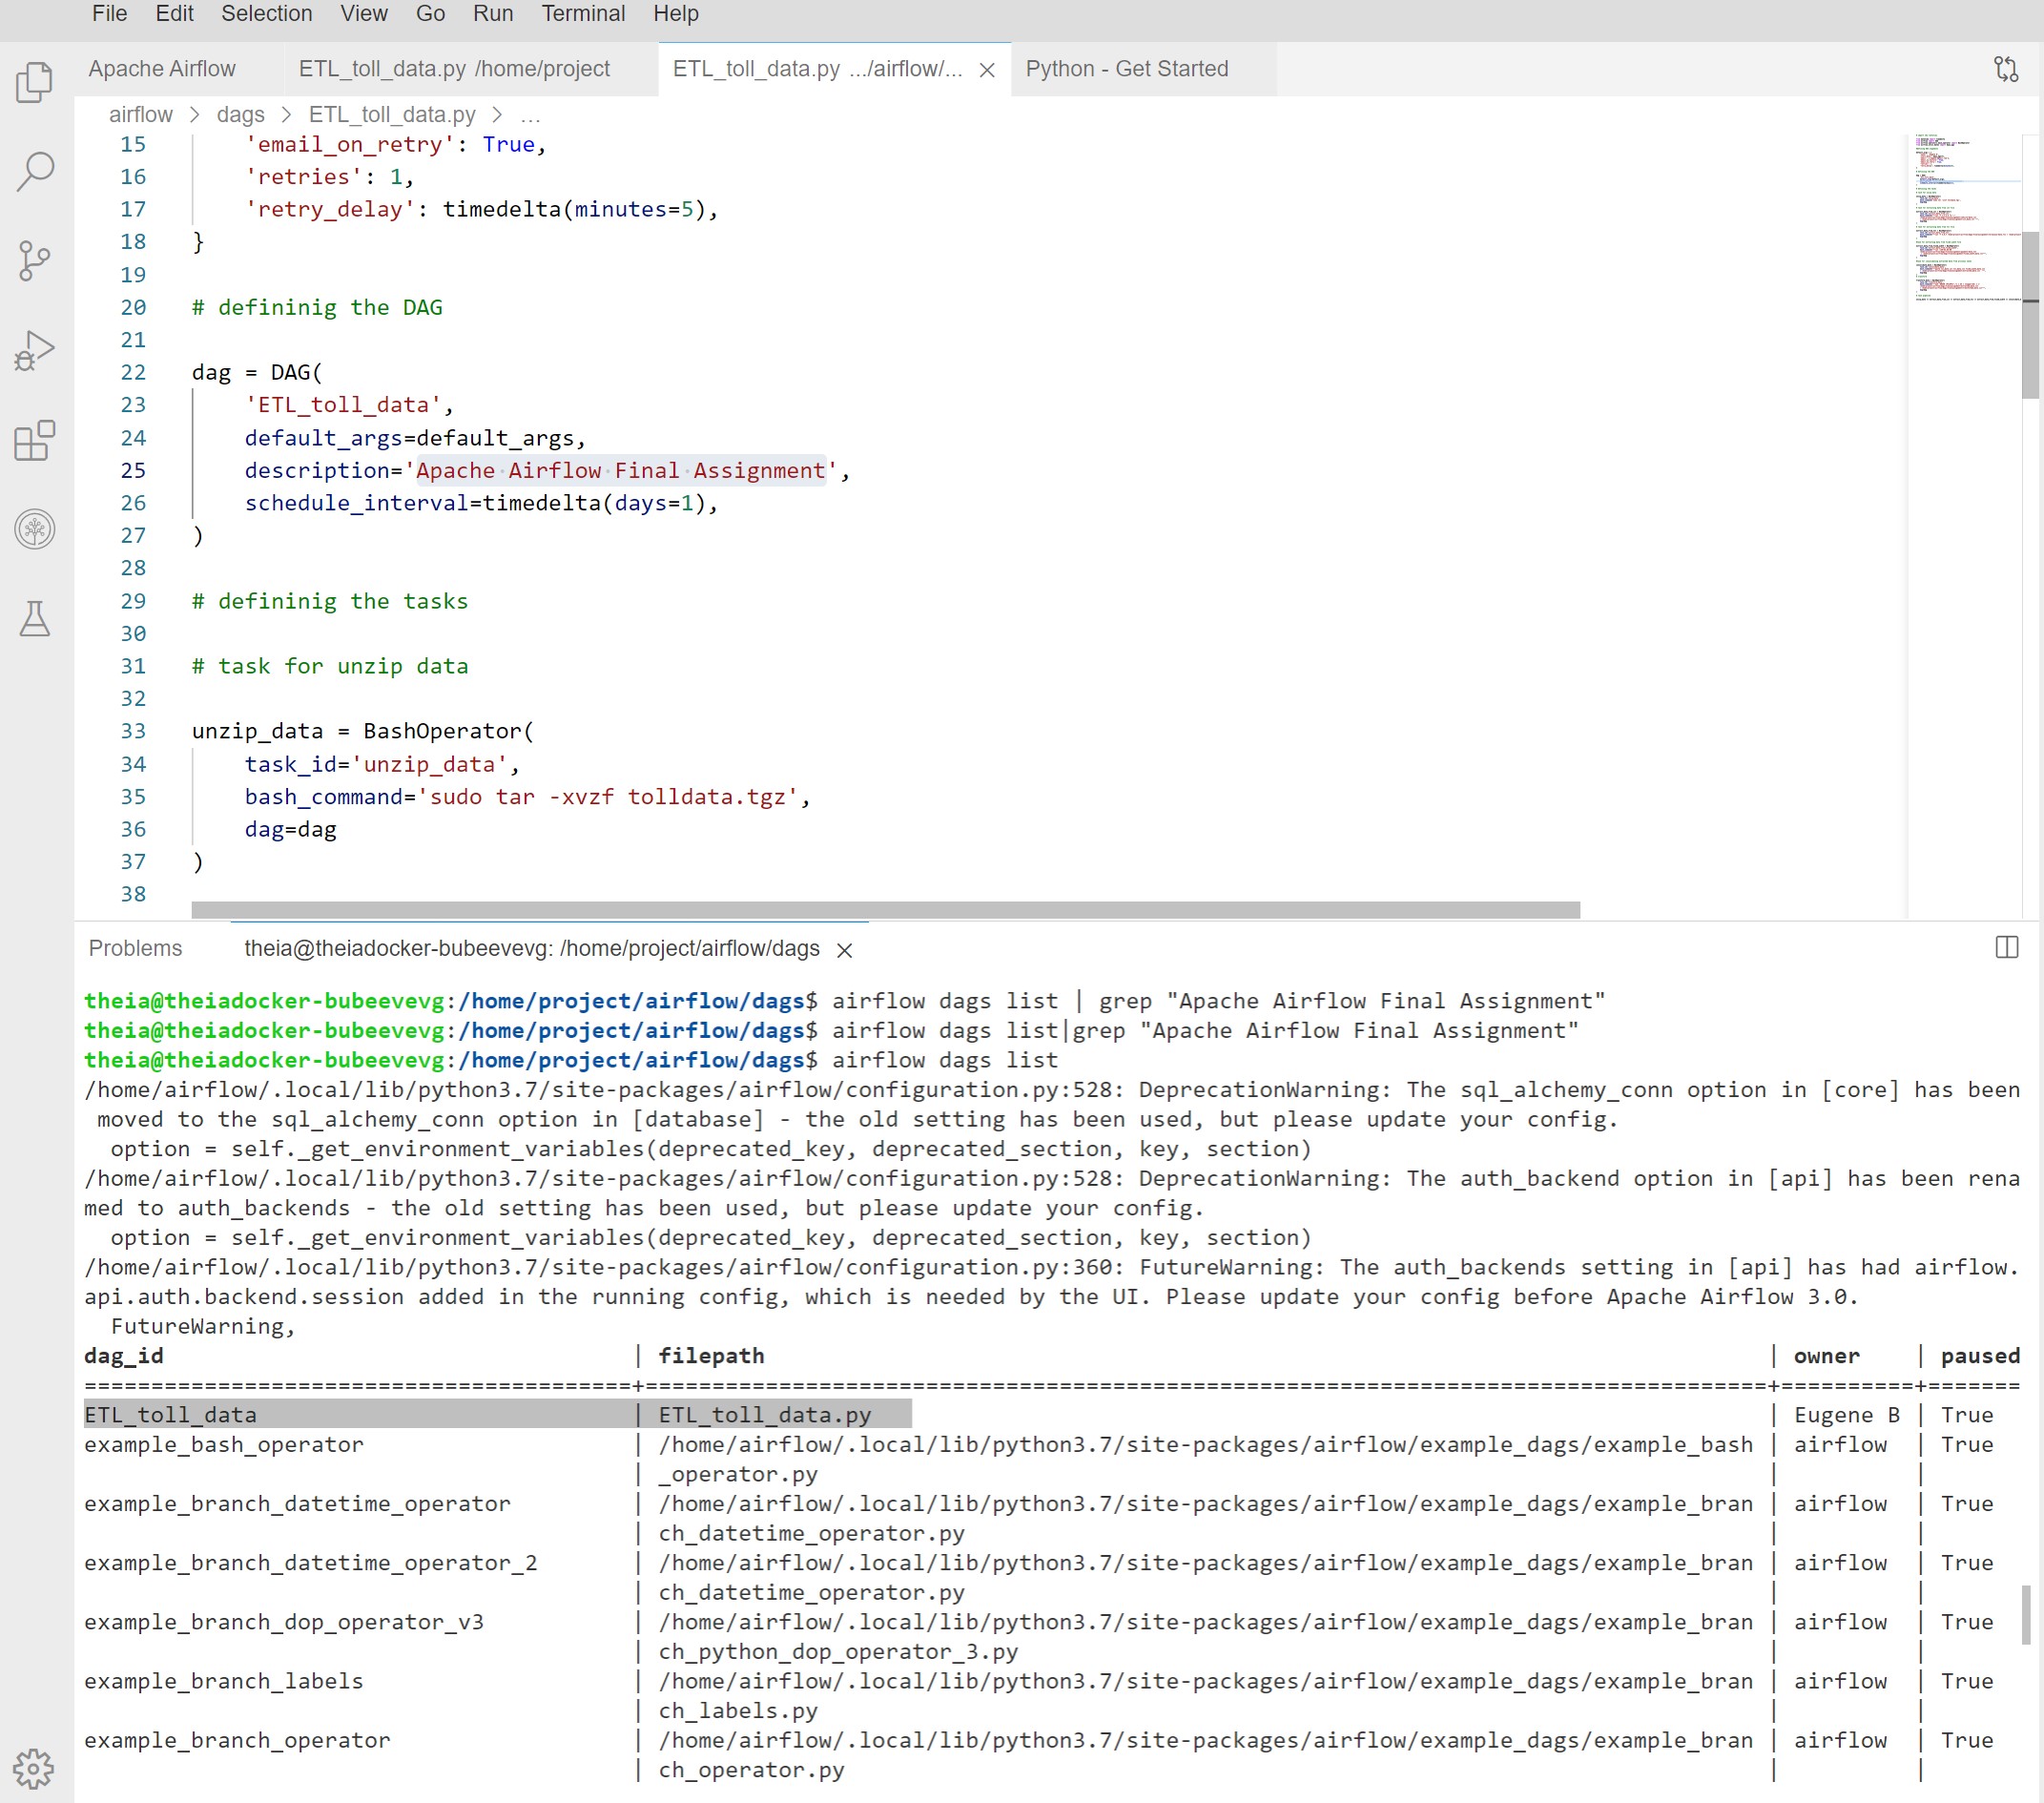 File Edit Selection View Go Run Terminal Help
Apache Airflow ETL_toll_data.py /home/project ETL_toll_data.py .../airflow/... Python - Get Started
airflow > dags > ETL_toll_data.py > ...
15 'email_on_retry': True,
16 'retries': 1,
17 'retry_delay': timedelta(minutes=5),
18 }
19
20 # defininig the DAG
21
22 dag = DAG(
23 'ETL_toll_data',
24 default_args=default_args,
25 description='Apache Airflow Final Assignment',
26 schedule_interval=timedelta(days=1),
27 )
28
29 # defininig the tasks
30
31 # task for unzip data
32
33 unzip_data = BashOperator(
34 task_id='unzip_data',
35 bash_command='sudo tar -xvzf tolldata.tgz',
36 dag=dag
37 )
38
Problems theia@theiadocker-bubeevevg: /home/project/airflow/dags
theia@theiadocker-bubeevevg:/home/project/airflow/dags$ airflow dags list | grep "Apache Airflow Final Assignment"
theia@theiadocker-bubeevevg:/home/project/airflow/dags$ airflow dags list|grep "Apache Airflow Final Assignment"
theia@theiadocker-bubeevevg:/home/project/airflow/dags$ airflow dags list
/home/airflow/.local/lib/python3.7/site-packages/airflow/configuration.py:528: DeprecationWarning: The sql_alchemy_conn option in [core] has been
moved to the sql_alchemy_conn option in [database] - the old setting has been used, but please update your config.
option = self._get_environment_variables(deprecated_key, deprecated_section, key, section)
/home/airflow/.local/lib/python3.7/site-packages/airflow/configuration.py:528: DeprecationWarning: The auth_backend option in [api] has been rena
med to auth_backends - the old setting has been used, but please update your config.
option = self._get_environment_variables(deprecated_key, deprecated_section, key, section)
/home/airflow/.local/lib/python3.7/site-packages/airflow/configuration.py:360: FutureWarning: The auth_backends setting in [api] has had airflow.
api.auth.backend.session added in the running config, which is needed by the UI. Please update your config before Apache Airflow 3.0.
FutureWarning,
dag_id | filepath | owner | paused
=========================================+====================================================================================+==========+=======
ETL_toll_data | ETL_toll_data.py | Eugene B | True
example_bash_operator | /home/airflow/.local/lib/python3.7/site-packages/airflow/example_dags/example_bash | airflow | True
| _operator.py | |
example_branch_datetime_operator | /home/airflow/.local/lib/python3.7/site-packages/airflow/example_dags/example_bran | airflow | True
| ch_datetime_operator.py | |
example_branch_datetime_operator_2 | /home/airflow/.local/lib/python3.7/site-packages/airflow/example_dags/example_bran | airflow | True
| ch_datetime_operator.py | |
example_branch_dop_operator_v3 | /home/airflow/.local/lib/python3.7/site-packages/airflow/example_dags/example_bran | airflow | True
| ch_python_dop_operator_3.py | |
example_branch_labels | /home/airflow/.local/lib/python3.7/site-packages/airflow/example_dags/example_bran | airflow | True
| ch_labels.py | |
example_branch_operator | /home/airflow/.local/lib/python3.7/site-packages/airflow/example_dags/example_bran | airflow | True
| ch_operator.py | |